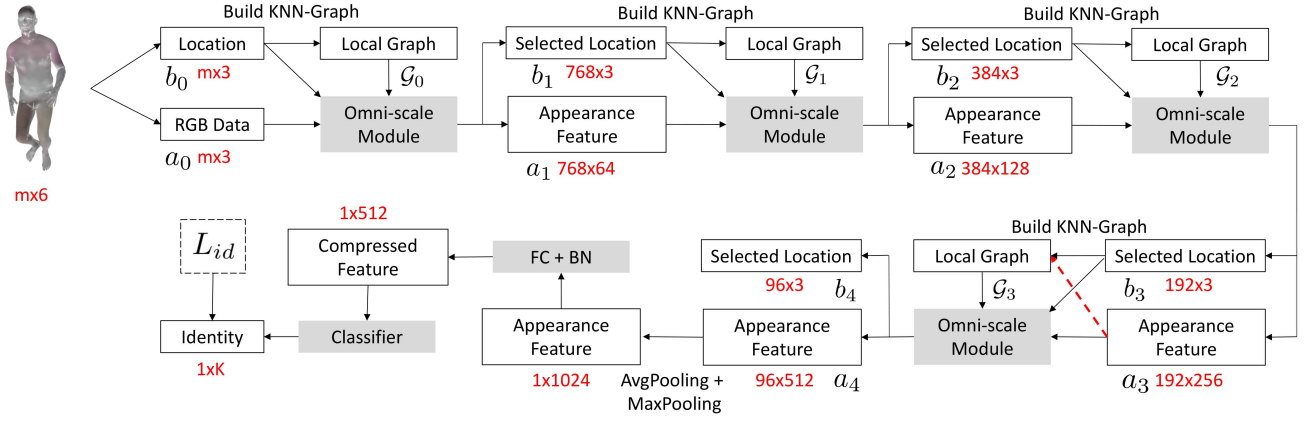 Build KNN-Graph
Location
Local Graph
b₀ mx3
𝒢₀
Omni-scale
Module
RGB Data
a₀ mx3
mx6
Build KNN-Graph
Selected Location
Local Graph
b₁ 768x3
𝒢₁
Appearance
Feature
Omni-scale
Module
a₁ 768x64
Build KNN-Graph
Selected Location
Local Graph
b₂ 384x3
𝒢₂
Appearance
Feature
Omni-scale
Module
a₂ 384x128
Build KNN-Graph
Local Graph
Selected Location
𝒢₃
b₃ 192x3
Omni-scale
Module
Appearance
Feature
a₃ 192x256
Selected Location
96x3 b₄
Appearance
Feature
96x512 a₄
AvgPooling +
MaxPooling
Appearance
Feature
1x1024
FC + BN
1x512
Compressed
Feature
Classifier
L_id
Identity
1xK